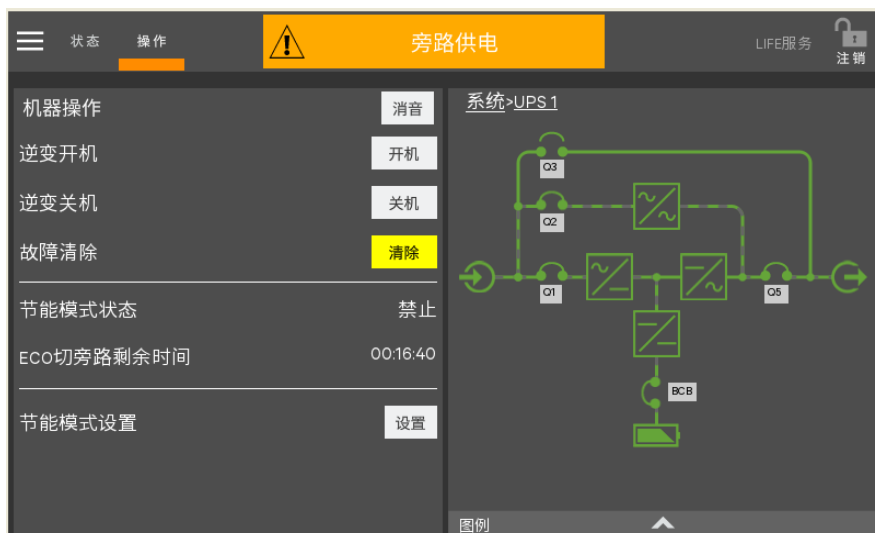 状态
操作
旁路供电
LIFE服务
注销
机器操作
消音
逆变开机
开机
逆变关机
关机
故障清除
清除
节能模式状态
禁止
ECO切旁路剩余时间
00:16:40
节能模式设置
设置
系统>UPS 1
Q3
Q2
Q1
Q5
BCB
图例